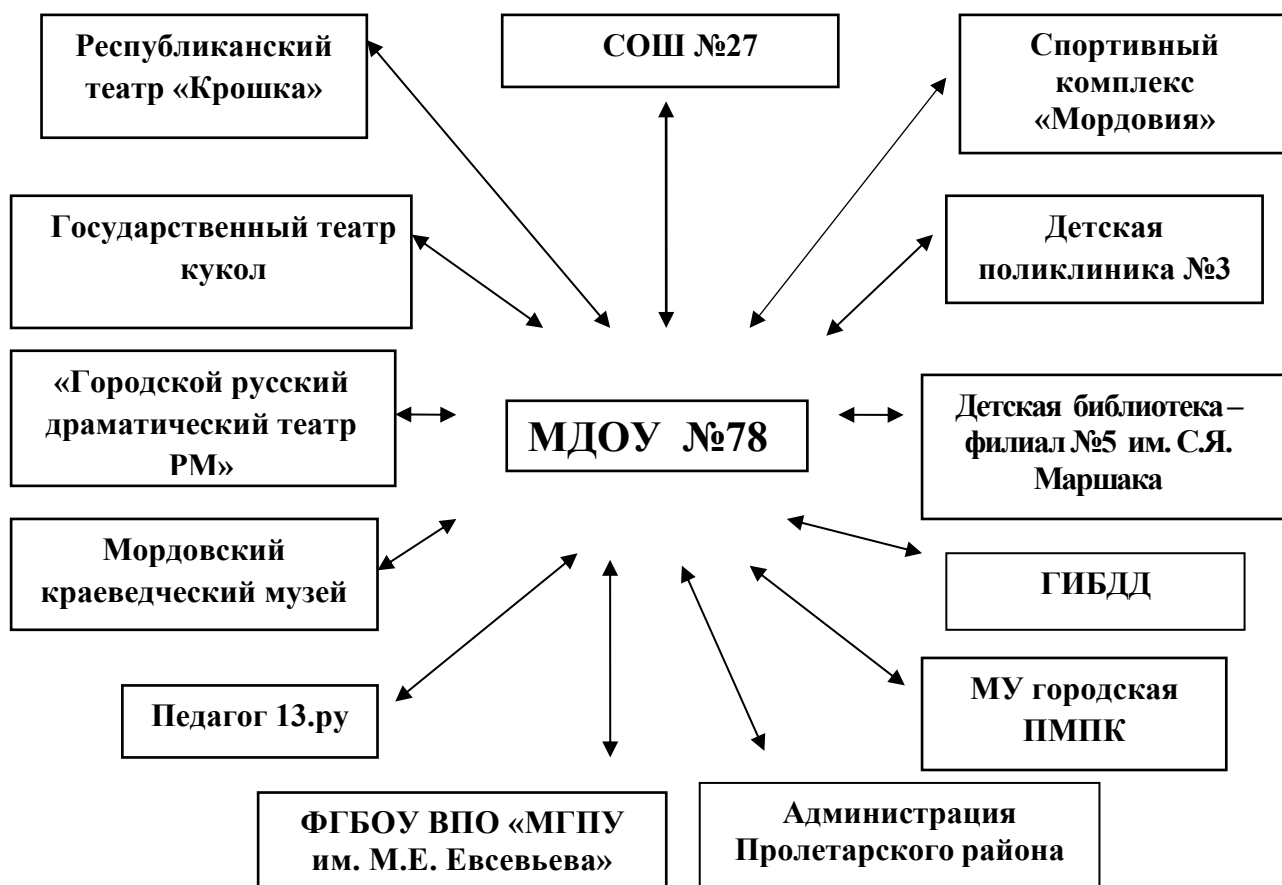 Республиканский
театр «Крошка»
СОШ №27
Спортивный
комплекс
«Мордовия»
Государственный театр
кукол
Детская
поликлиника №3
«Городской русский
драматический театр
РМ»
МДОУ №78
Детская библиотека –
филиал №5 им. С.Я.
Маршака
Мордовский
краеведческий музей
ГИБДД
Педагог 13.ру
МУ городская
ПМПК
ФГБОУ ВПО «МГПУ
им. М.Е. Евсевьева»
Администрация
Пролетарского района